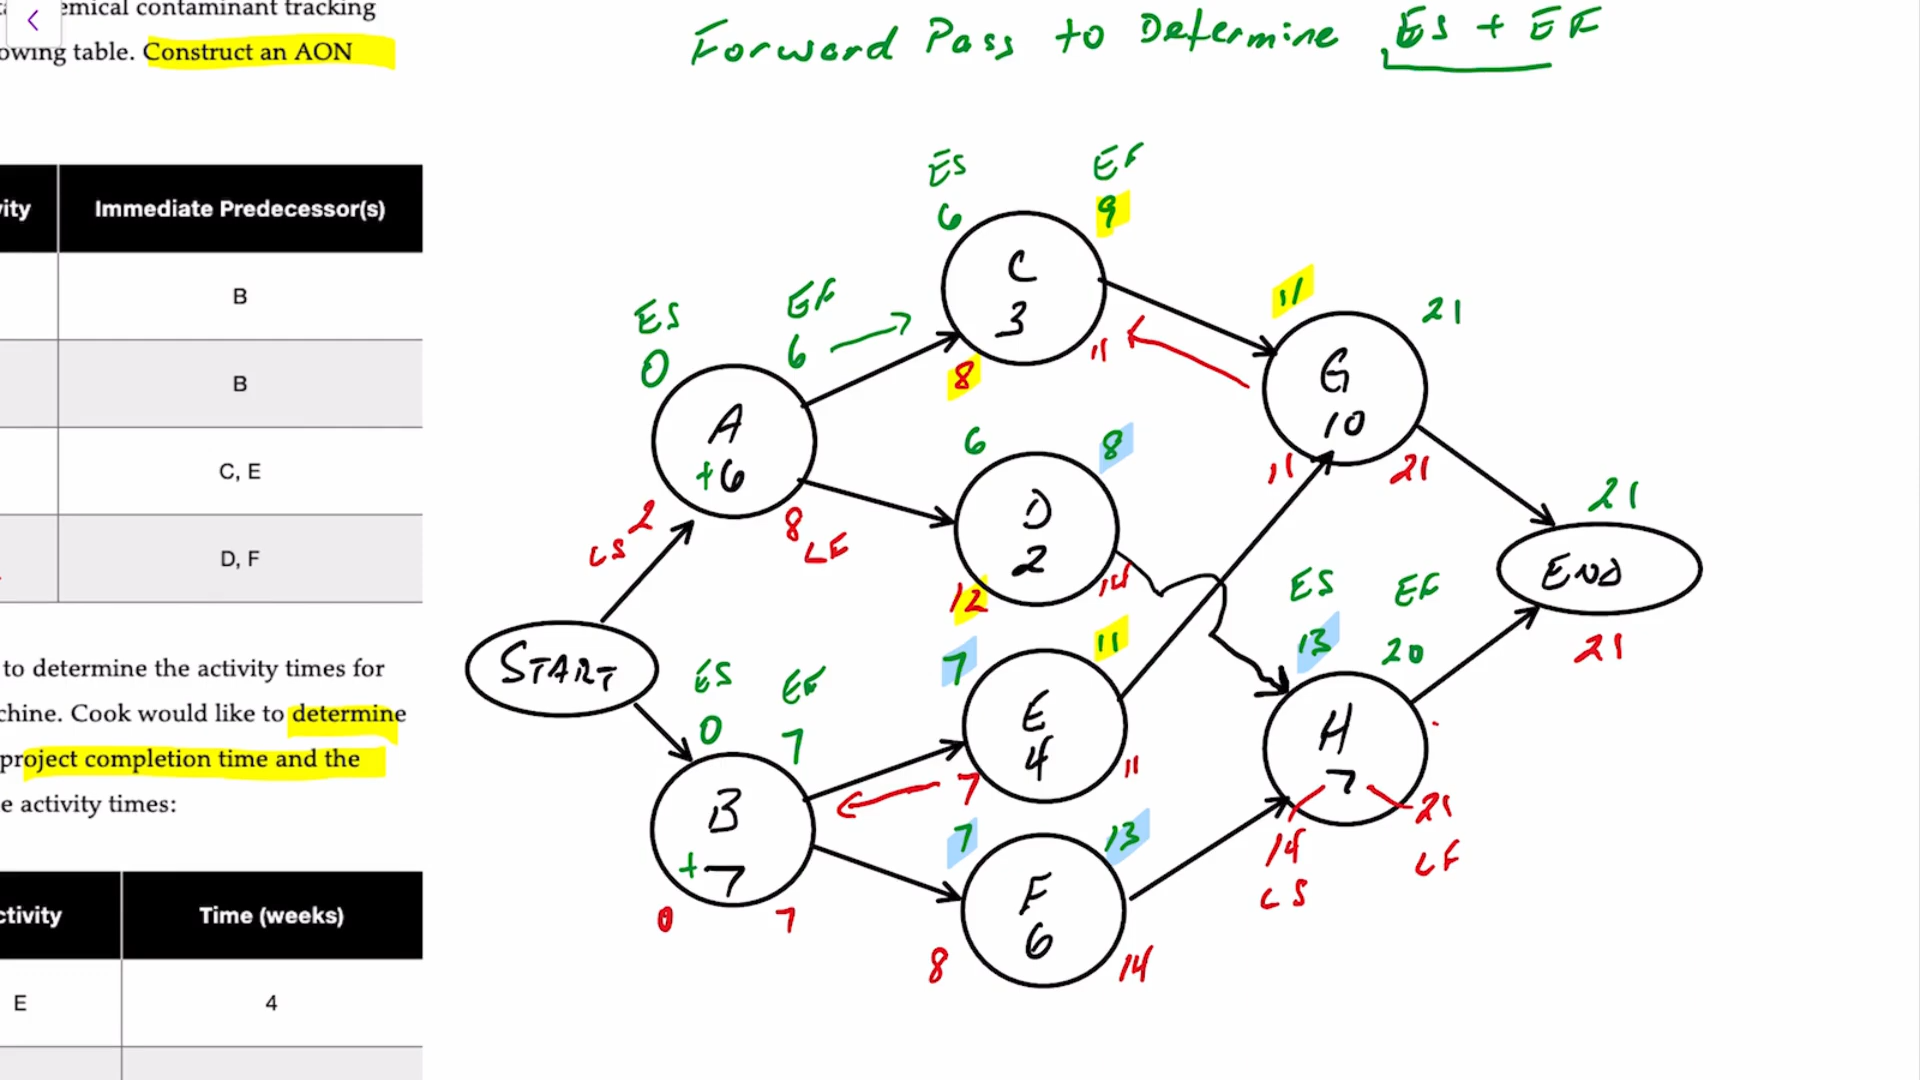 emical contaminant tracking
owing table. Construct an AON
Forward Pass to Determine ES + EF
vity Immediate Predecessor(s)
B
B
C, E
D, F
to determine the activity times for
chine. Cook would like to determine
project completion time and the
e activity times:
ctivity Time (weeks)
E 4
ES EF
6 9
C
3
8 11
ES EF
0 6
A
+6
2 8
LS LF
11 21
G
10
11 21
6 8
D
2
12 14
START
21
END
21
7 11
E
4
7 11
ES EF
0 7
B
+7
0 7
ES EF
13 20
H
7
14 21
LS LF
7 13
F
6
8 14